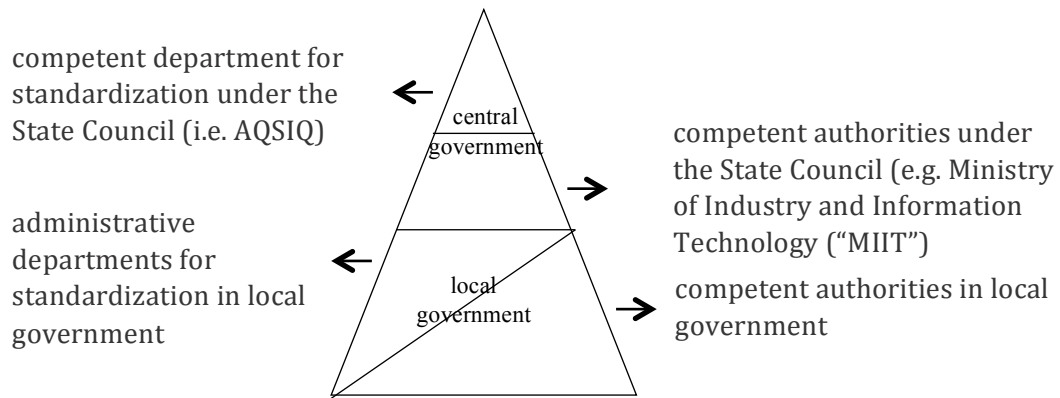 competent department for
standardization under the
State Council (i.e. AQSIQ)
central
government
competent authorities under
the State Council (e.g. Ministry
of Industry and Information
Technology (“MIIT”)
administrative
departments for
standardization in local
government
local
government
competent authorities in local
government